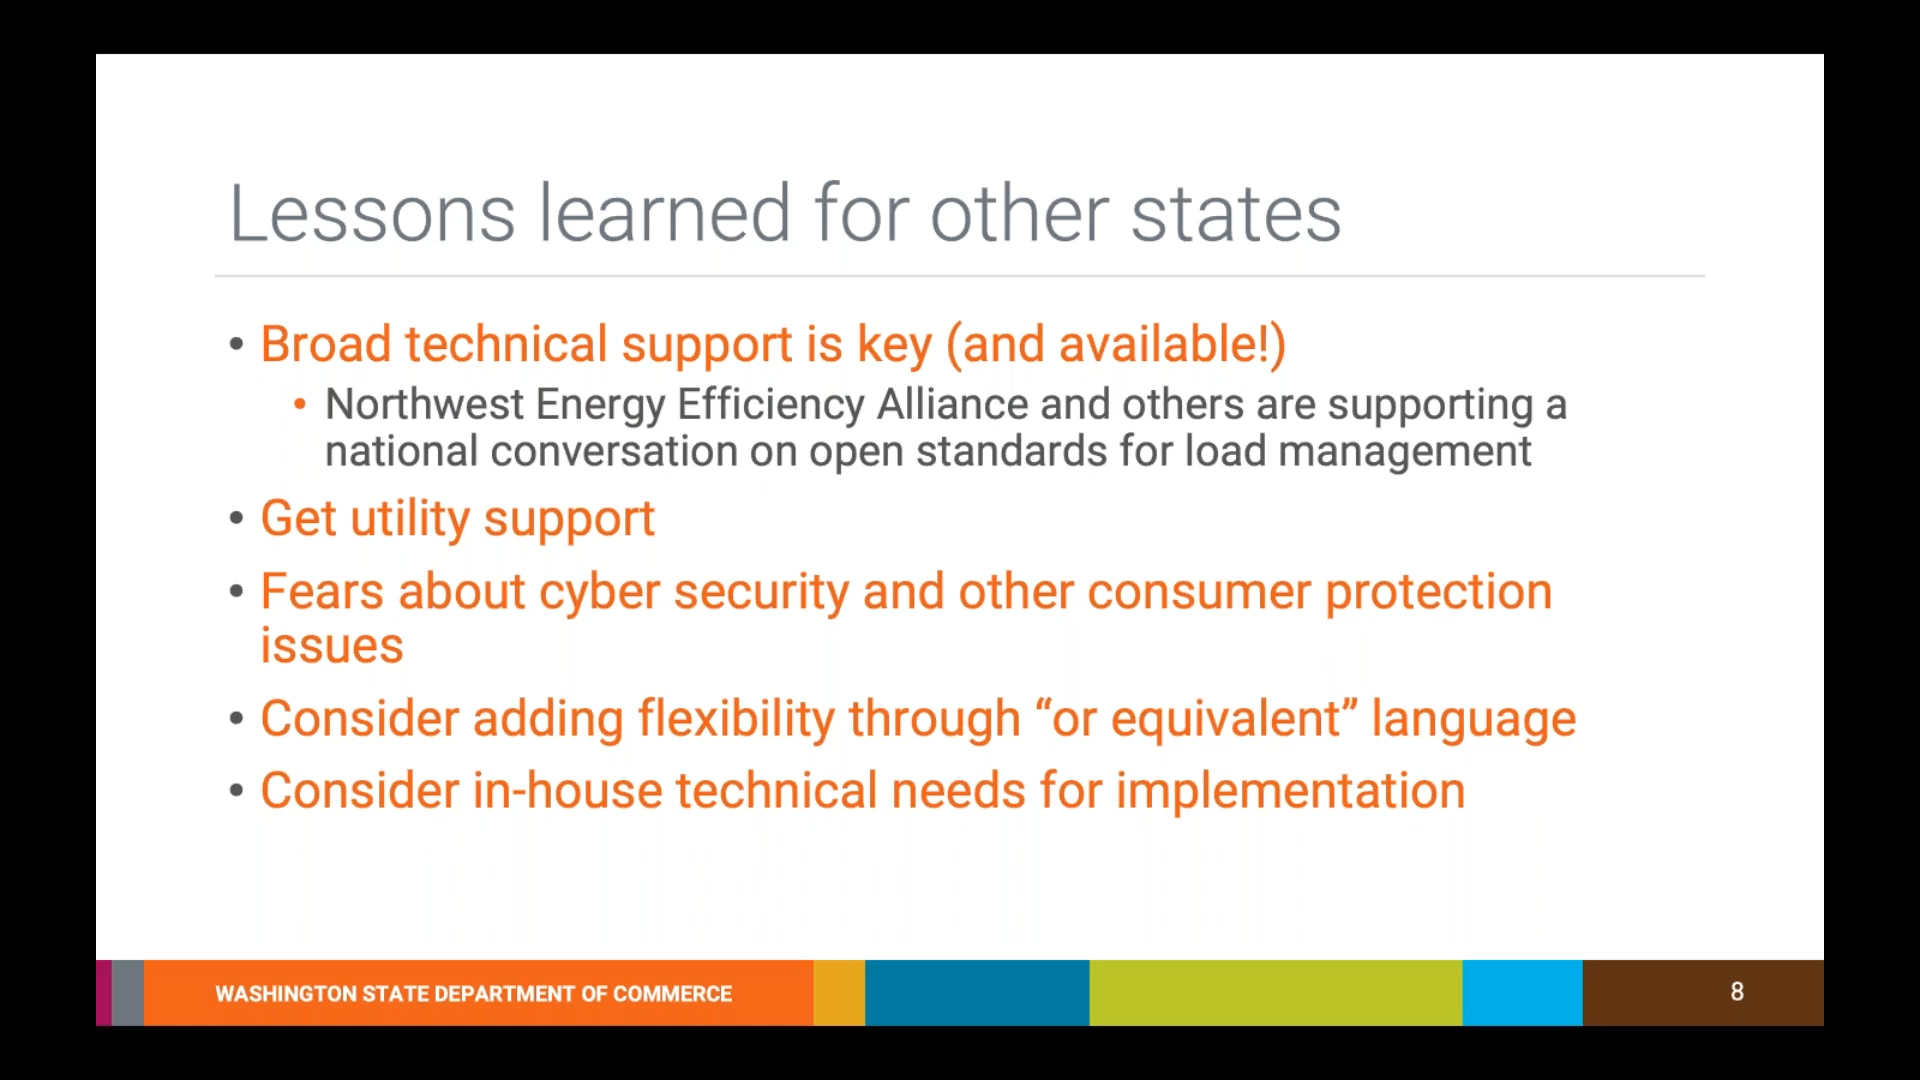 Lessons learned for other states
• Broad technical support is key (and available!)
• Northwest Energy Efficiency Alliance and others are supporting a
national conversation on open standards for load management
• Get utility support
• Fears about cyber security and other consumer protection
issues
• Consider adding flexibility through “or equivalent” language
• Consider in-house technical needs for implementation
WASHINGTON STATE DEPARTMENT OF COMMERCE
8